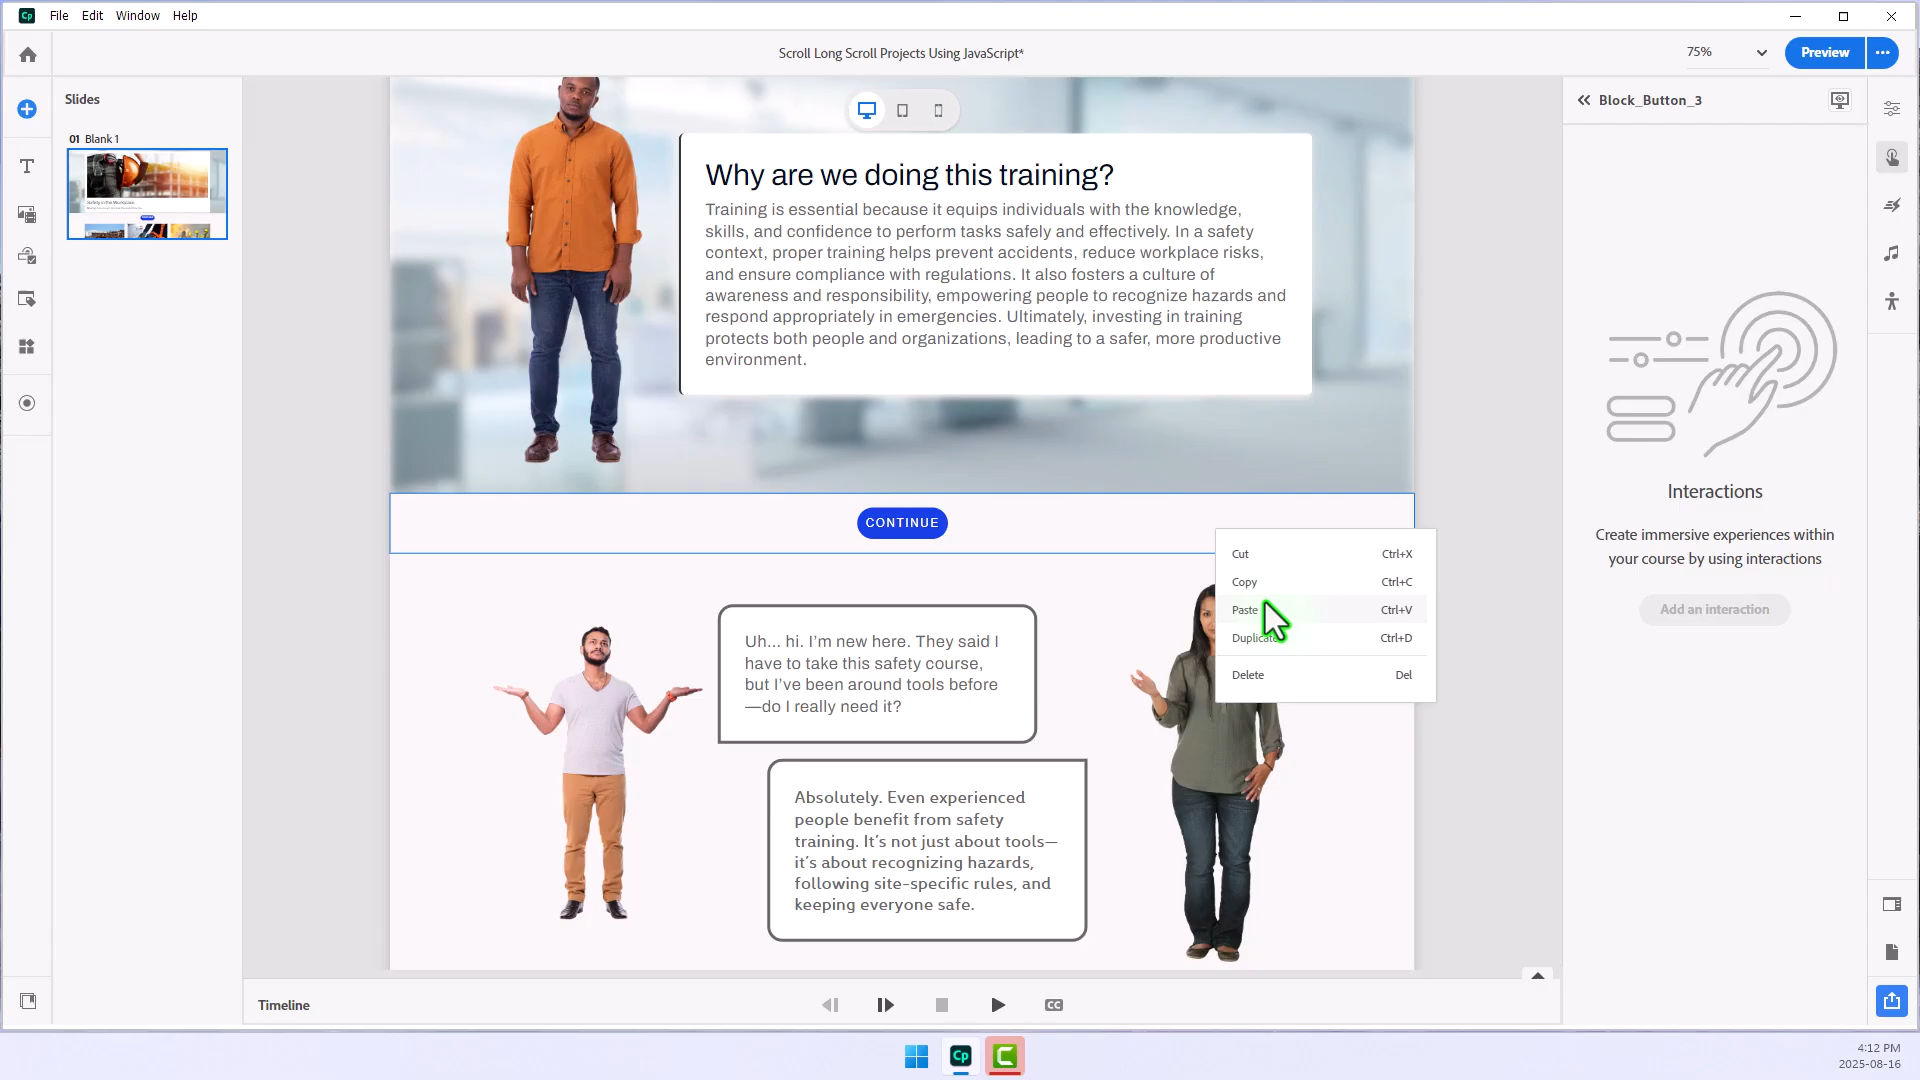 Cp File Edit Window Help
Scroll Long Scroll Projects Using JavaScript*
75%
Preview
Slides
01 Blank 1
Block_Button_3
Why are we doing this training?
Training is essential because it equips individuals with the knowledge,
skills, and confidence to perform tasks safely and effectively. In a safety
context, proper training helps prevent accidents, reduce workplace risks,
and ensure compliance with regulations. It also fosters a culture of
awareness and responsibility, empowering people to recognize hazards and
respond appropriately in emergencies. Ultimately, investing in training
protects both people and organizations, leading to a safer, more productive
environment.
CONTINUE
Cut Ctrl+X
Copy Ctrl+C
Paste Ctrl+V
Duplicate Ctrl+D
Delete Del
Uh... hi. I'm new here. They said I
have to take this safety course,
but I've been around tools before
—do I really need it?
Absolutely. Even experienced
people benefit from safety
training. It's not just about tools—
it's about recognizing hazards,
following site-specific rules, and
keeping everyone safe.
Interactions
Create immersive experiences within
your course by using interactions
Add an interaction
Timeline
CC
Cp
4:12 PM
2025-08-16